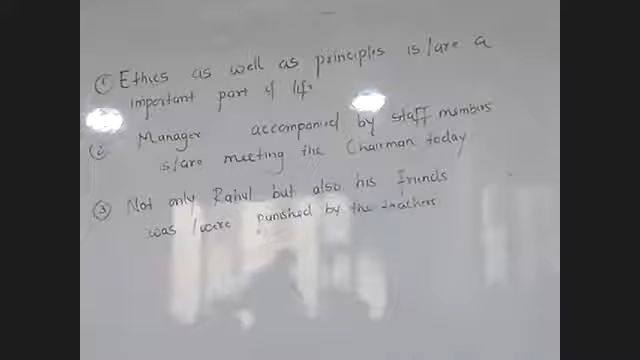 ① Ethics as well as principles is/are a
important part of life
② Manager accompanied by staff members
is/are meeting the Chairman today
③ Not only Rahul but also his friends
was/were punished by the teachers